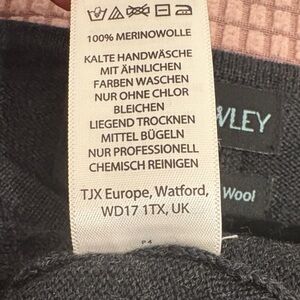 100% MERINOWOLLE
KALTE HANDWÄSCHE
MIT ÄHNLICHEN
FARBEN WASCHEN
NUR OHNE CHLOR
BLEICHEN
LIEGEND TROCKNEN
MITTEL BÜGELN
NUR PROFESSIONELL
CHEMISCH REINIGEN
TJX Europe, Watford,
WD17 1TX, UK
P4
WLEY
Wool